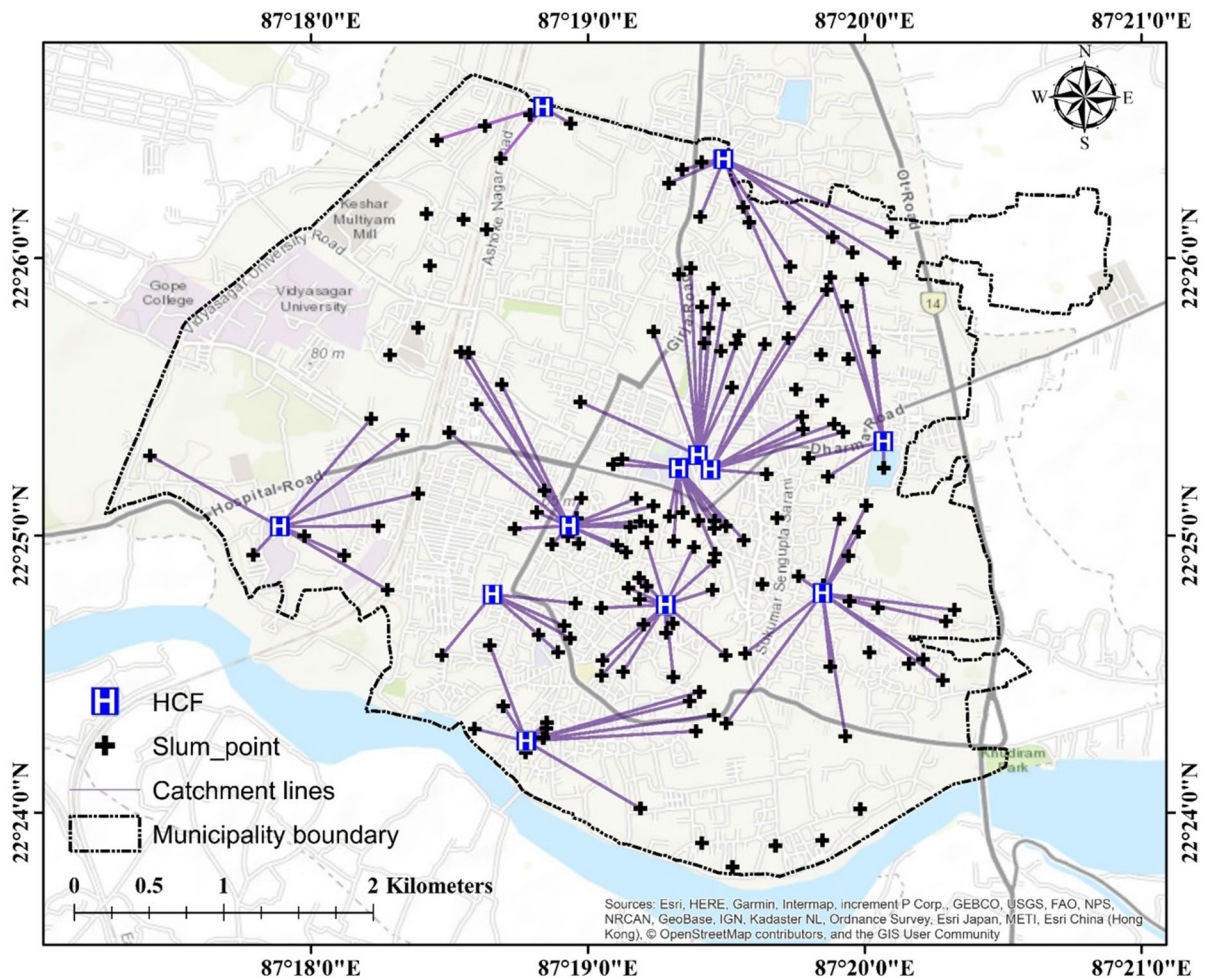 87°18'0"E 87°19'0"E 87°20'0"E 87°21'0"E
N
W E
S
Ot Road
Ashoke Nagar Road
Keshar
Multiyam
Mill
22°26'0"N 22°26'0"N
Vidyasagar University Road
Gope
College
Vidyasagar
University
14
80 m
Dharma Road
Hospital Road
Sukumar Sengupta Sarani
22°25'0"N 22°25'0"N
H HCF
Slum_point
Catchment lines
Municipality boundary
Khudiram
Park
22°24'0"N 22°24'0"N
0 0.5 1 2 Kilometers
Sources: Esri, HERE, Garmin, Intermap, increment P Corp., GEBCO, USGS, FAO, NPS,
NRCAN, GeoBase, IGN, Kadaster NL, Ordnance Survey, Esri Japan, METI, Esri China (Hong
Kong), © OpenStreetMap contributors, and the GIS User Community
87°18'0"E 87°19'0"E 87°20'0"E 87°21'0"E